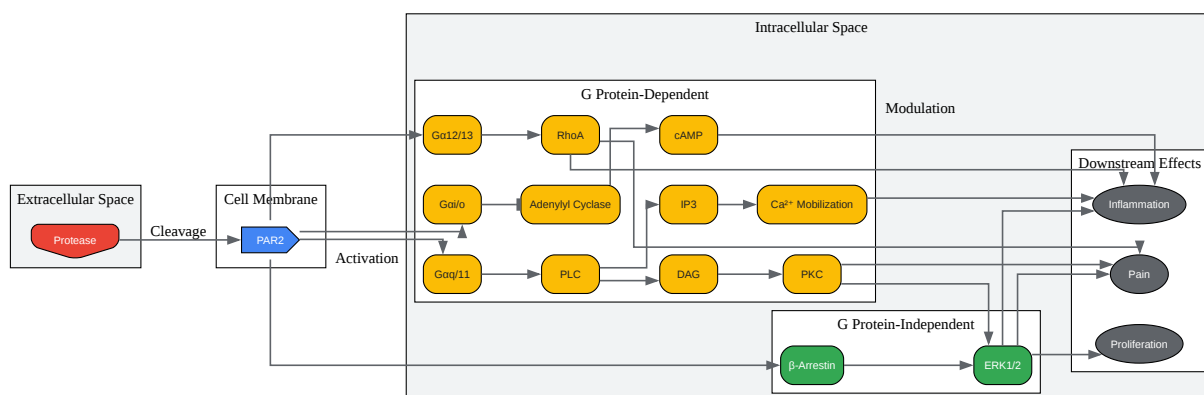 Intracellular Space
G Protein-Dependent
Modulation
Gα12/13
RhoA
cAMP
Downstream Effects
Extracellular Space
Cell Membrane
Gαi/o
Adenylyl Cyclase
IP3
Ca²⁺ Mobilization
Inflammation
Protease
Cleavage
PAR2
Activation
Gαq/11
PLC
DAG
PKC
Pain
G Protein-Independent
Proliferation
β-Arrestin
ERK1/2